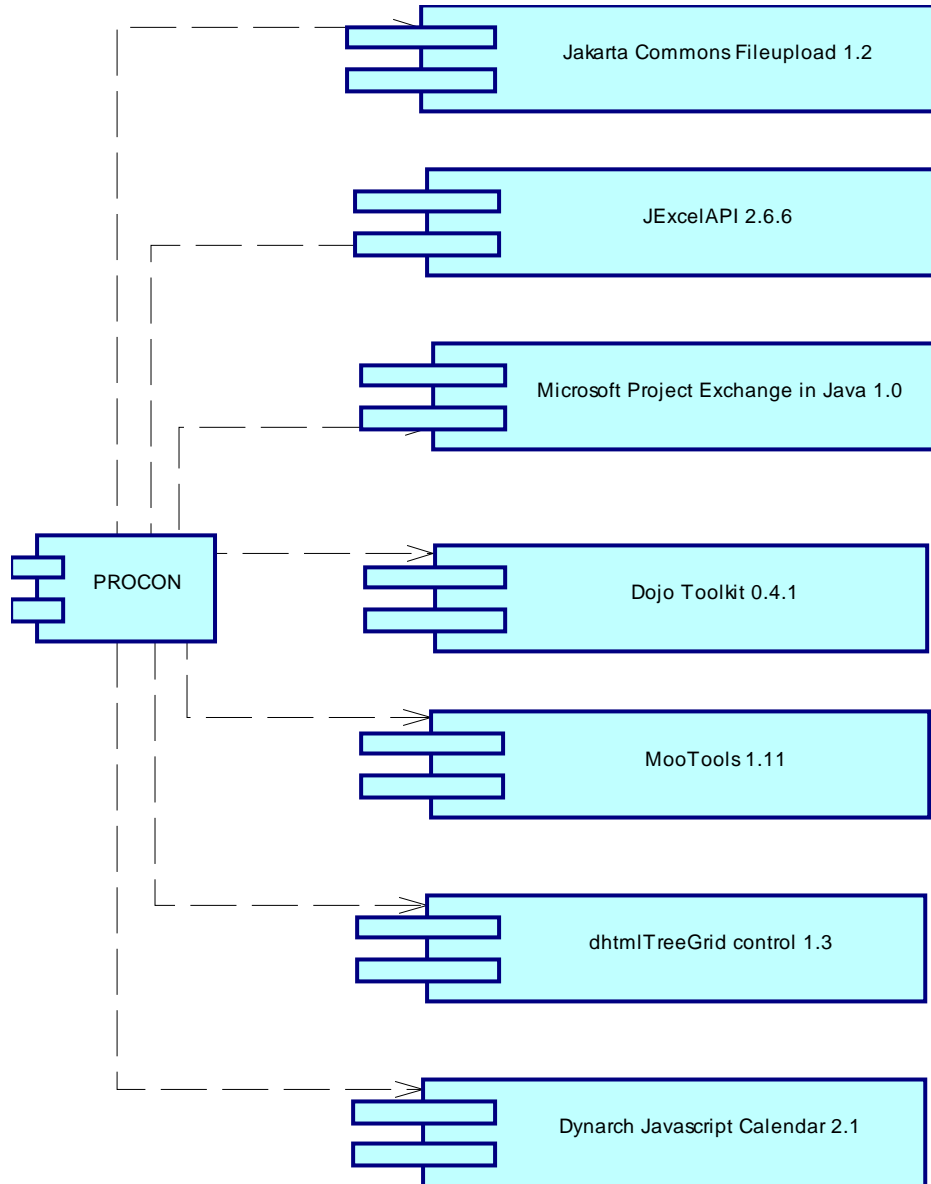 Jakarta Commons Fileupload 1.2
JExcelAPI 2.6.6
Microsoft Project Exchange in Java 1.0
PROCON
Dojo Toolkit 0.4.1
MooTools 1.11
dhtmlTreeGrid control 1.3
Dynarch Javascript Calendar 2.1